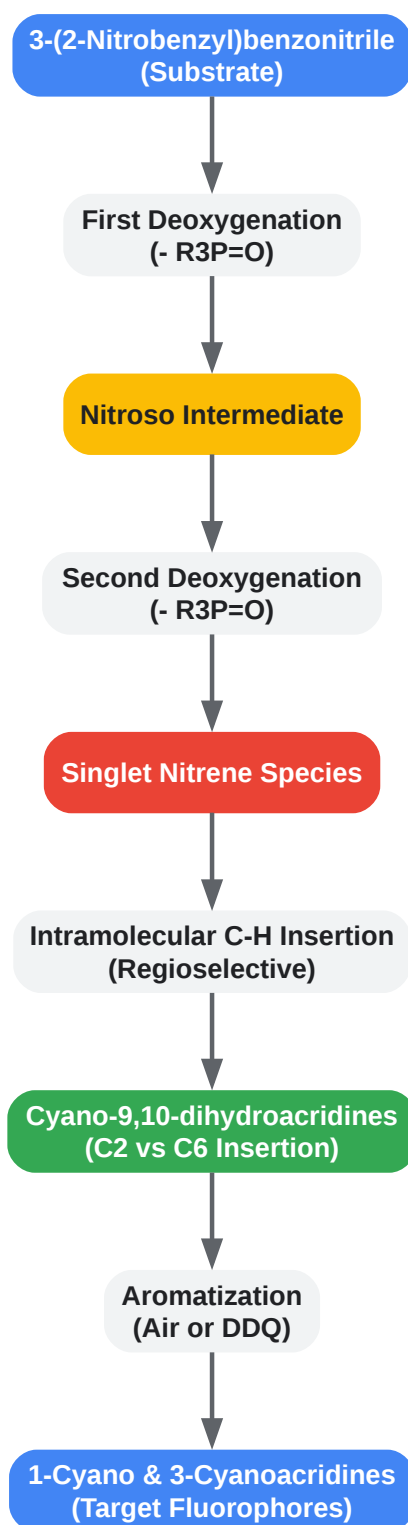 3-(2-Nitrobenzyl)benzonitrile
(Substrate)
First Deoxygenation
(- R3P=O)
Nitroso Intermediate
Second Deoxygenation
(- R3P=O)
Singlet Nitrene Species
Intramolecular C-H Insertion
(Regioselective)
Cyano-9,10-dihydroacridines
(C2 vs C6 Insertion)
Aromatization
(Air or DDQ)
1-Cyano & 3-Cyanoacridines
(Target Fluorophores)